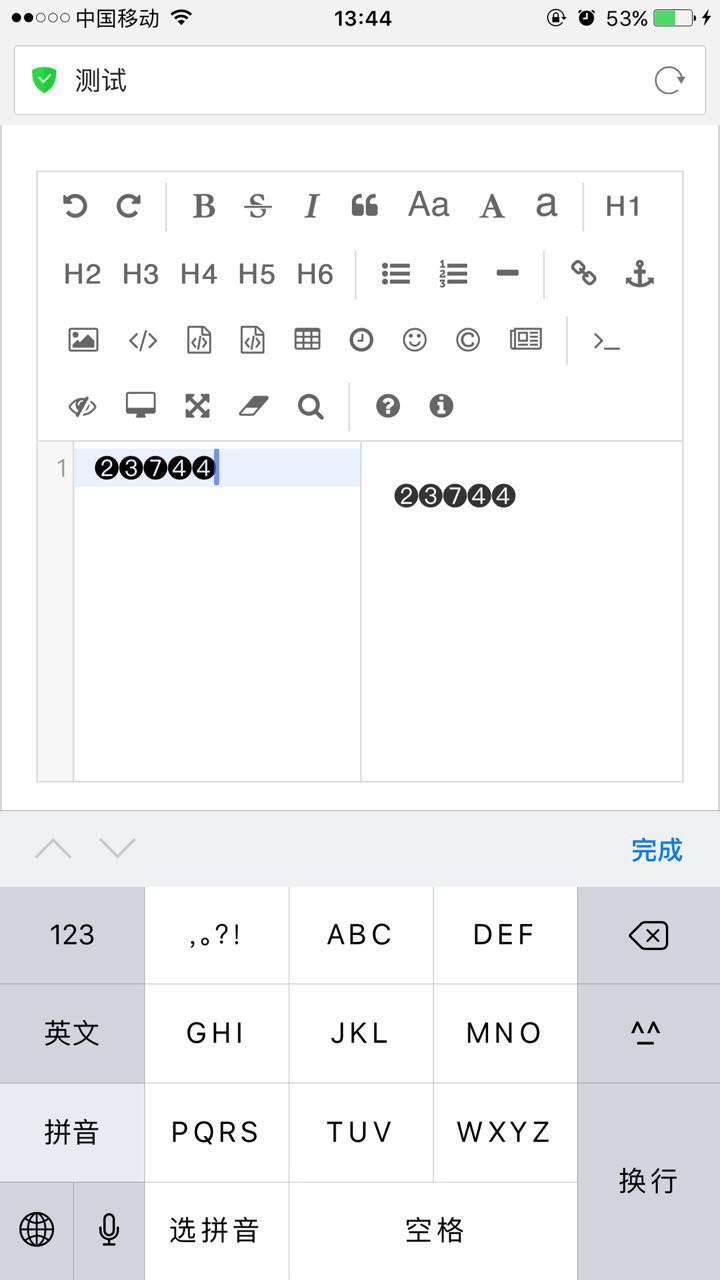 中国移动 13:44 53%
测试
B S I Aa A a H1
H2 H3 H4 H5 H6
1 ❷❸❼❹❹
❷❸❼❹❹
完成
123 ,。?! ABC DEF
英文 GHI JKL MNO ^^
拼音 PQRS TUV WXYZ
换行
选拼音 空格